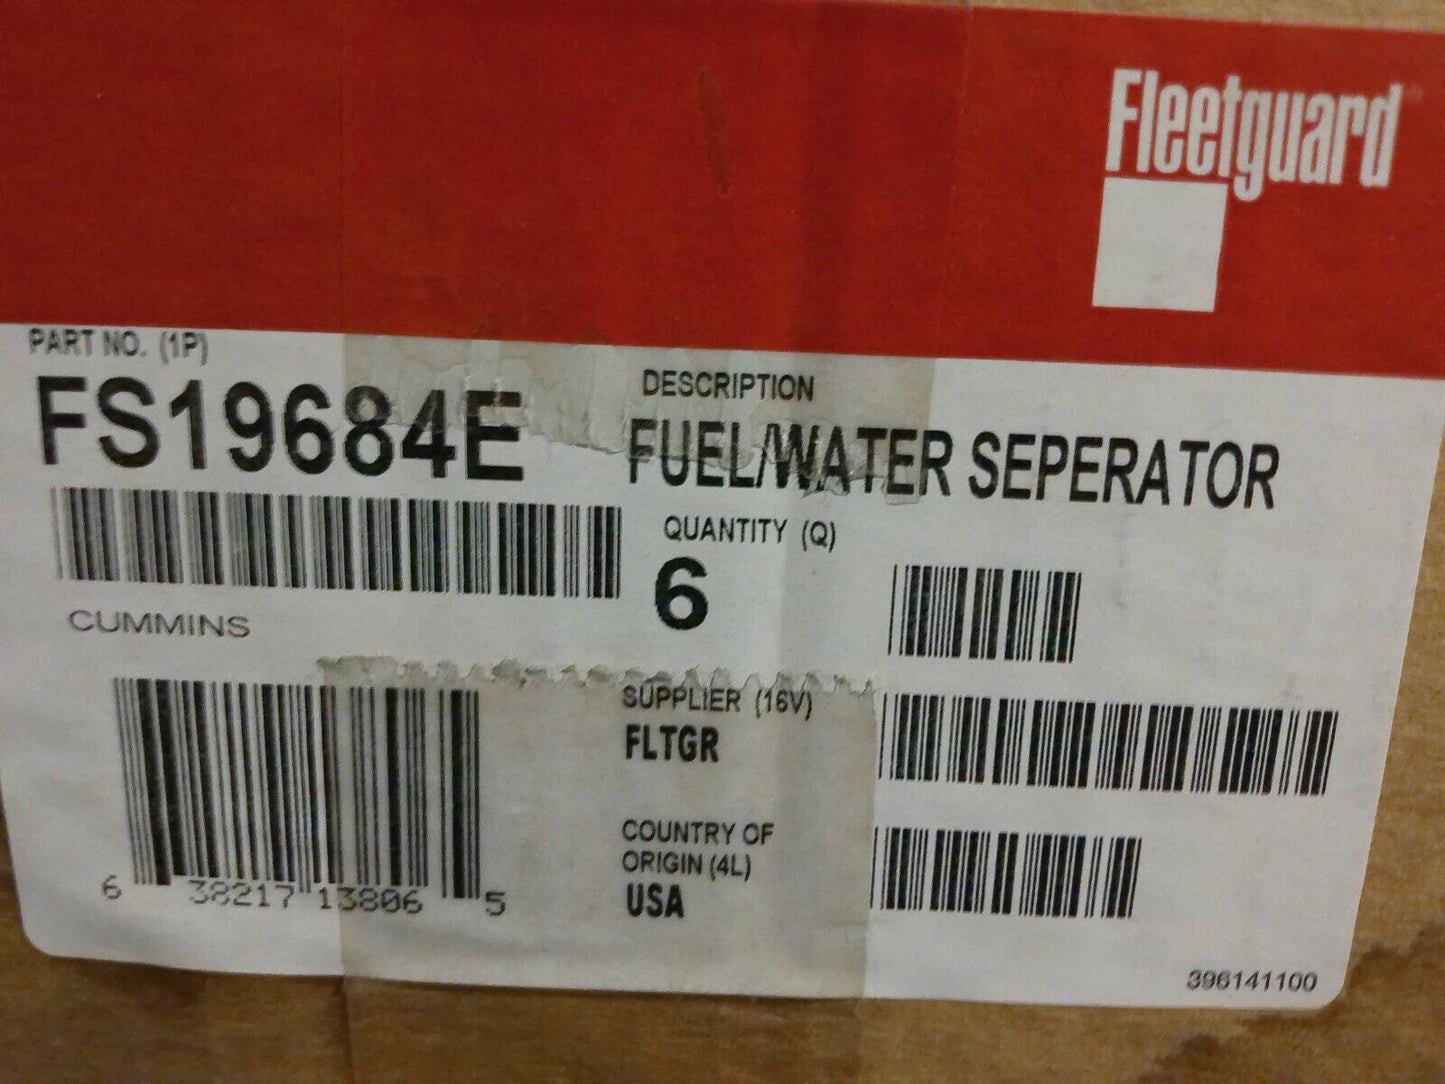 Fleetguard
PART NO. (1P)
FS19684E
DESCRIPTION
FUEL/WATER SEPERATOR
QUANTITY (Q)
6
CUMMINS
SUPPLIER (16V)
FLTGR
COUNTRY OF
ORIGIN (4L)
USA
6 38217 13806 5
396141100